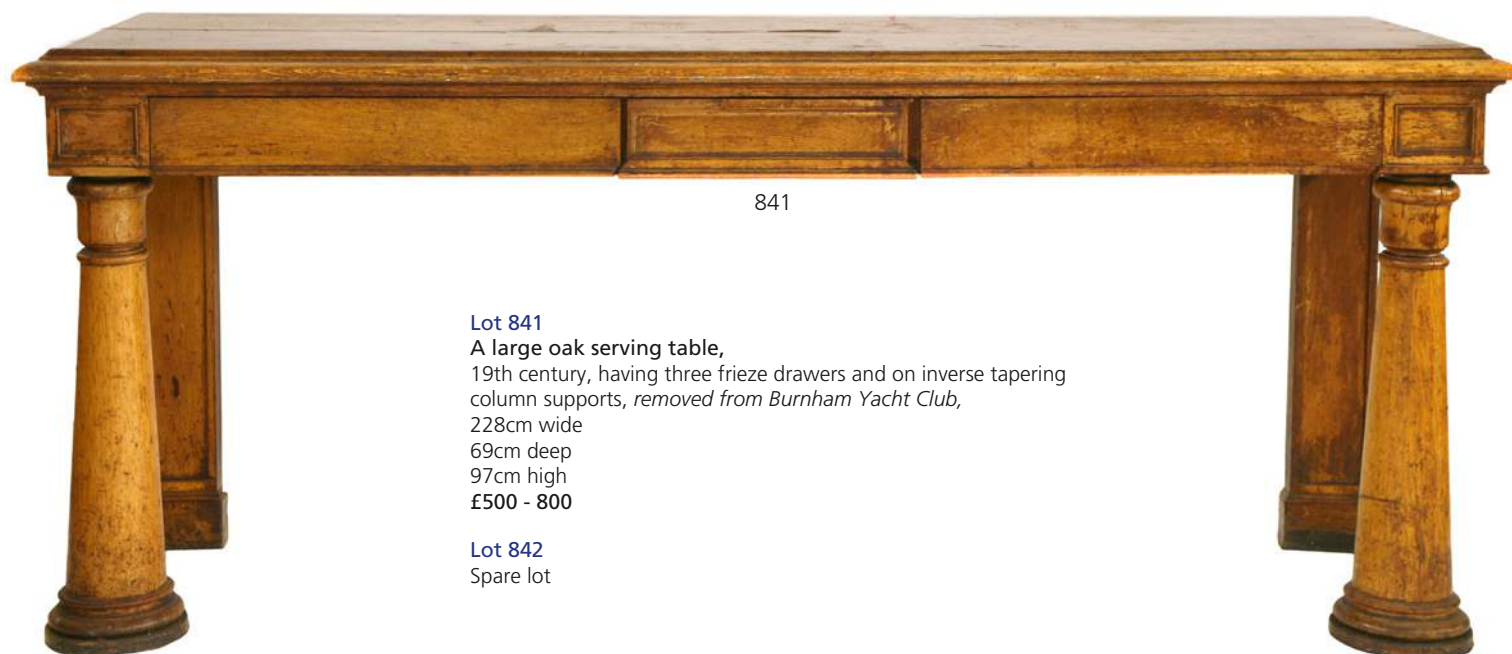 841
Lot 841
A large oak serving table,
19th century, having three frieze drawers and on inverse tapering
column supports, removed from Burnham Yacht Club,
228cm wide
69cm deep
97cm high
£500 - 800
Lot 842
Spare lot